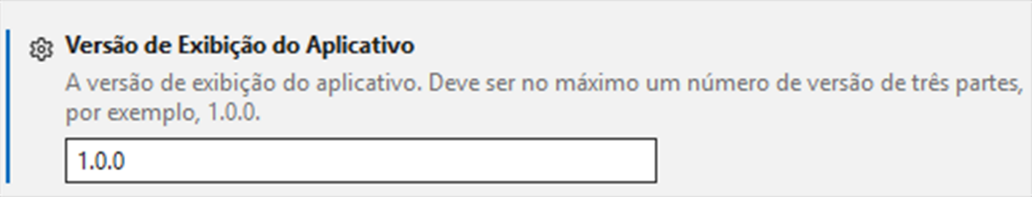 Versão de Exibição do Aplicativo
A versão de exibição do aplicativo. Deve ser no máximo um número de versão de três partes,
por exemplo, 1.0.0.
1.0.0